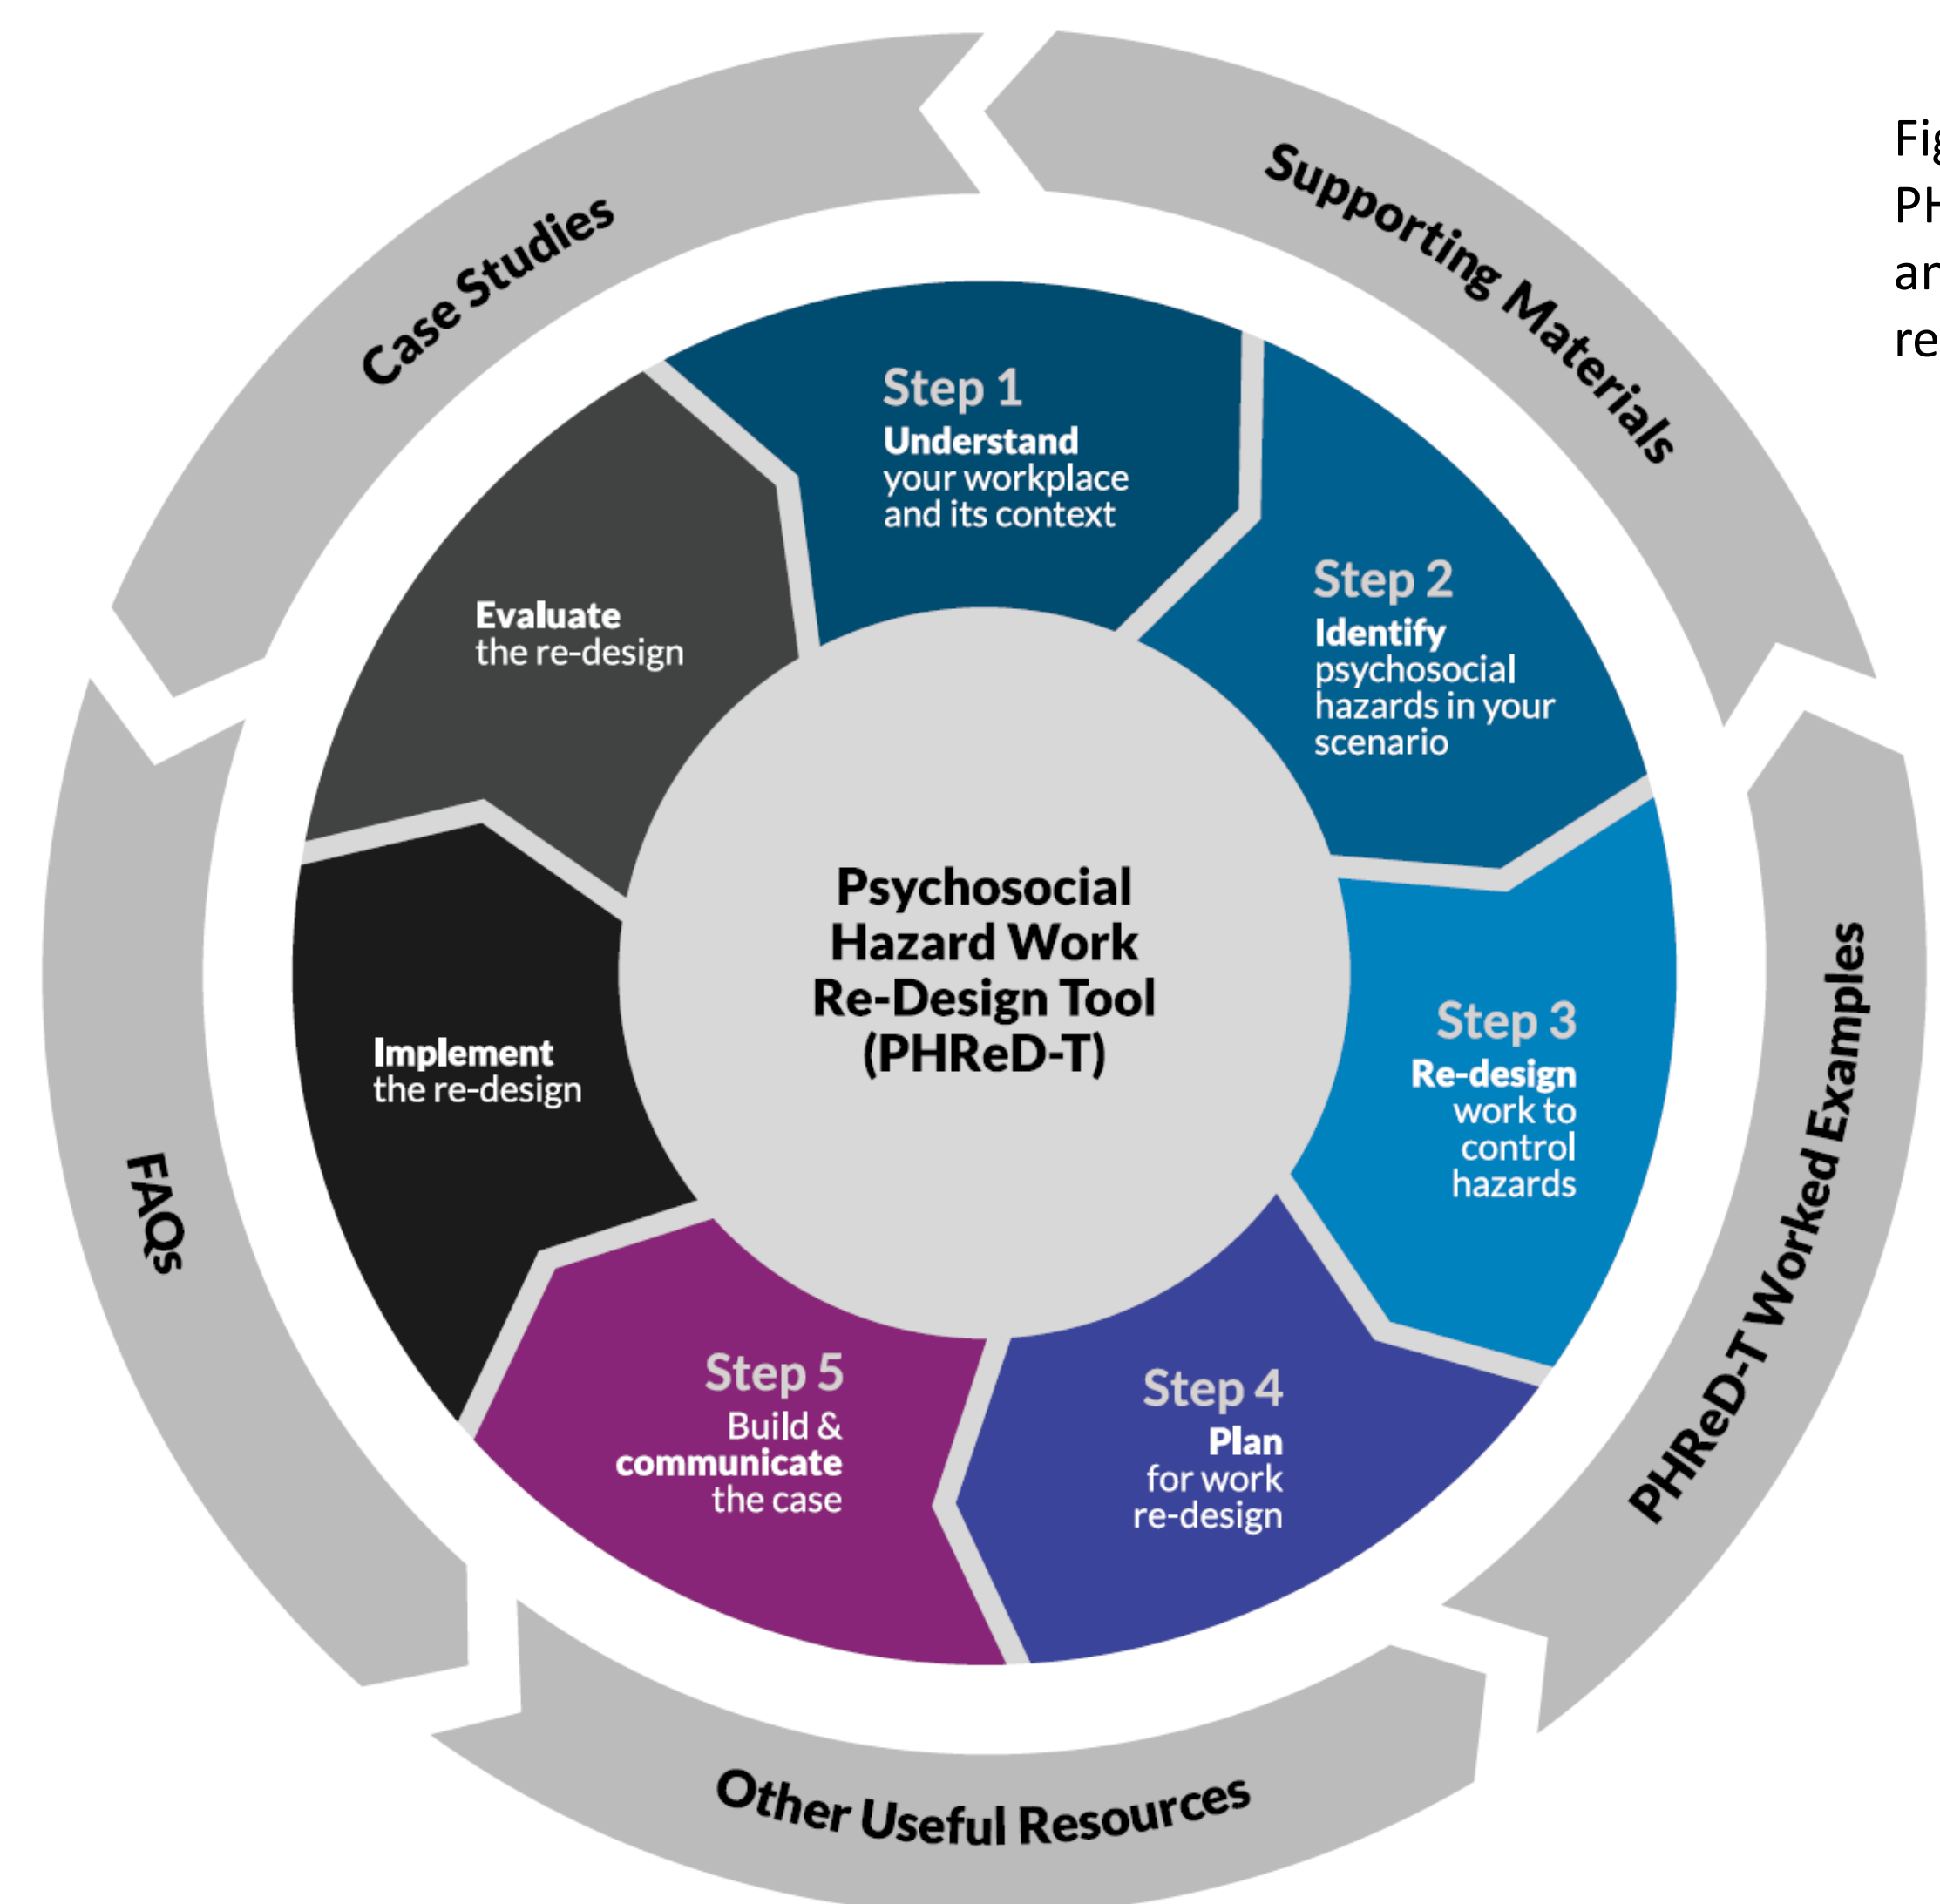 Case Studies
Supporting Materials
PHReD-T Worked Examples
Other Useful Resources
FAQs
Step 1
Understand
your workplace
and its context
Step 2
Identify
psychosocial
hazards in your
scenario
Step 3
Re-design
work to
control
hazards
Step 4
Plan
for work
re-design
Step 5
Build &
communicate
the case
Implement
the re-design
Evaluate
the re-design
Psychosocial
Hazard Work
Re-Design Tool
(PHReD-T)